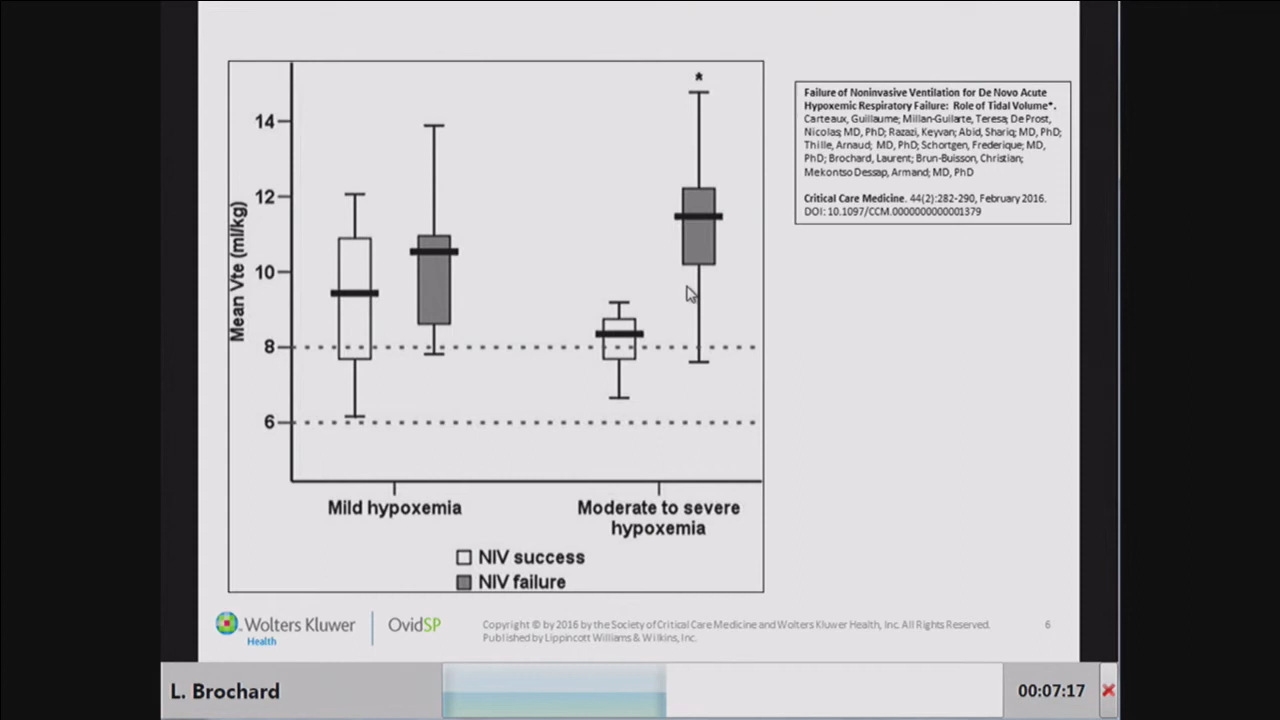 *
14
12
10
8
6
Mean Vte (ml/kg)
Mild hypoxemia
Moderate to severe
hypoxemia
NIV success
NIV failure
Failure of Noninvasive Ventilation for De Novo Acute
Hypoxemic Respiratory Failure: Role of Tidal Volume*.
Carteaux, Guillaume; Millan-Guilarte, Teresa; De Prost,
Nicolas; MD, PhD; Razazi, Keyvan; Abid, Shariq; MD, PhD;
Thille, Arnaud; MD, PhD; Schortgen, Frederique; MD,
PhD; Brochard, Laurent; Brun-Buisson, Christian;
Mekontso Dessap, Armand; MD, PhD
Critical Care Medicine. 44(2):282-290, February 2016.
DOI: 10.1097/CCM.0000000000001379
Wolters Kluwer
Health
OvidSP
Copyright © by 2016 by the Society of Critical Care Medicine and Wolters Kluwer Health, Inc. All Rights Reserved.
Published by Lippincott Williams & Wilkins, Inc.
6
L. Brochard
00:07:17